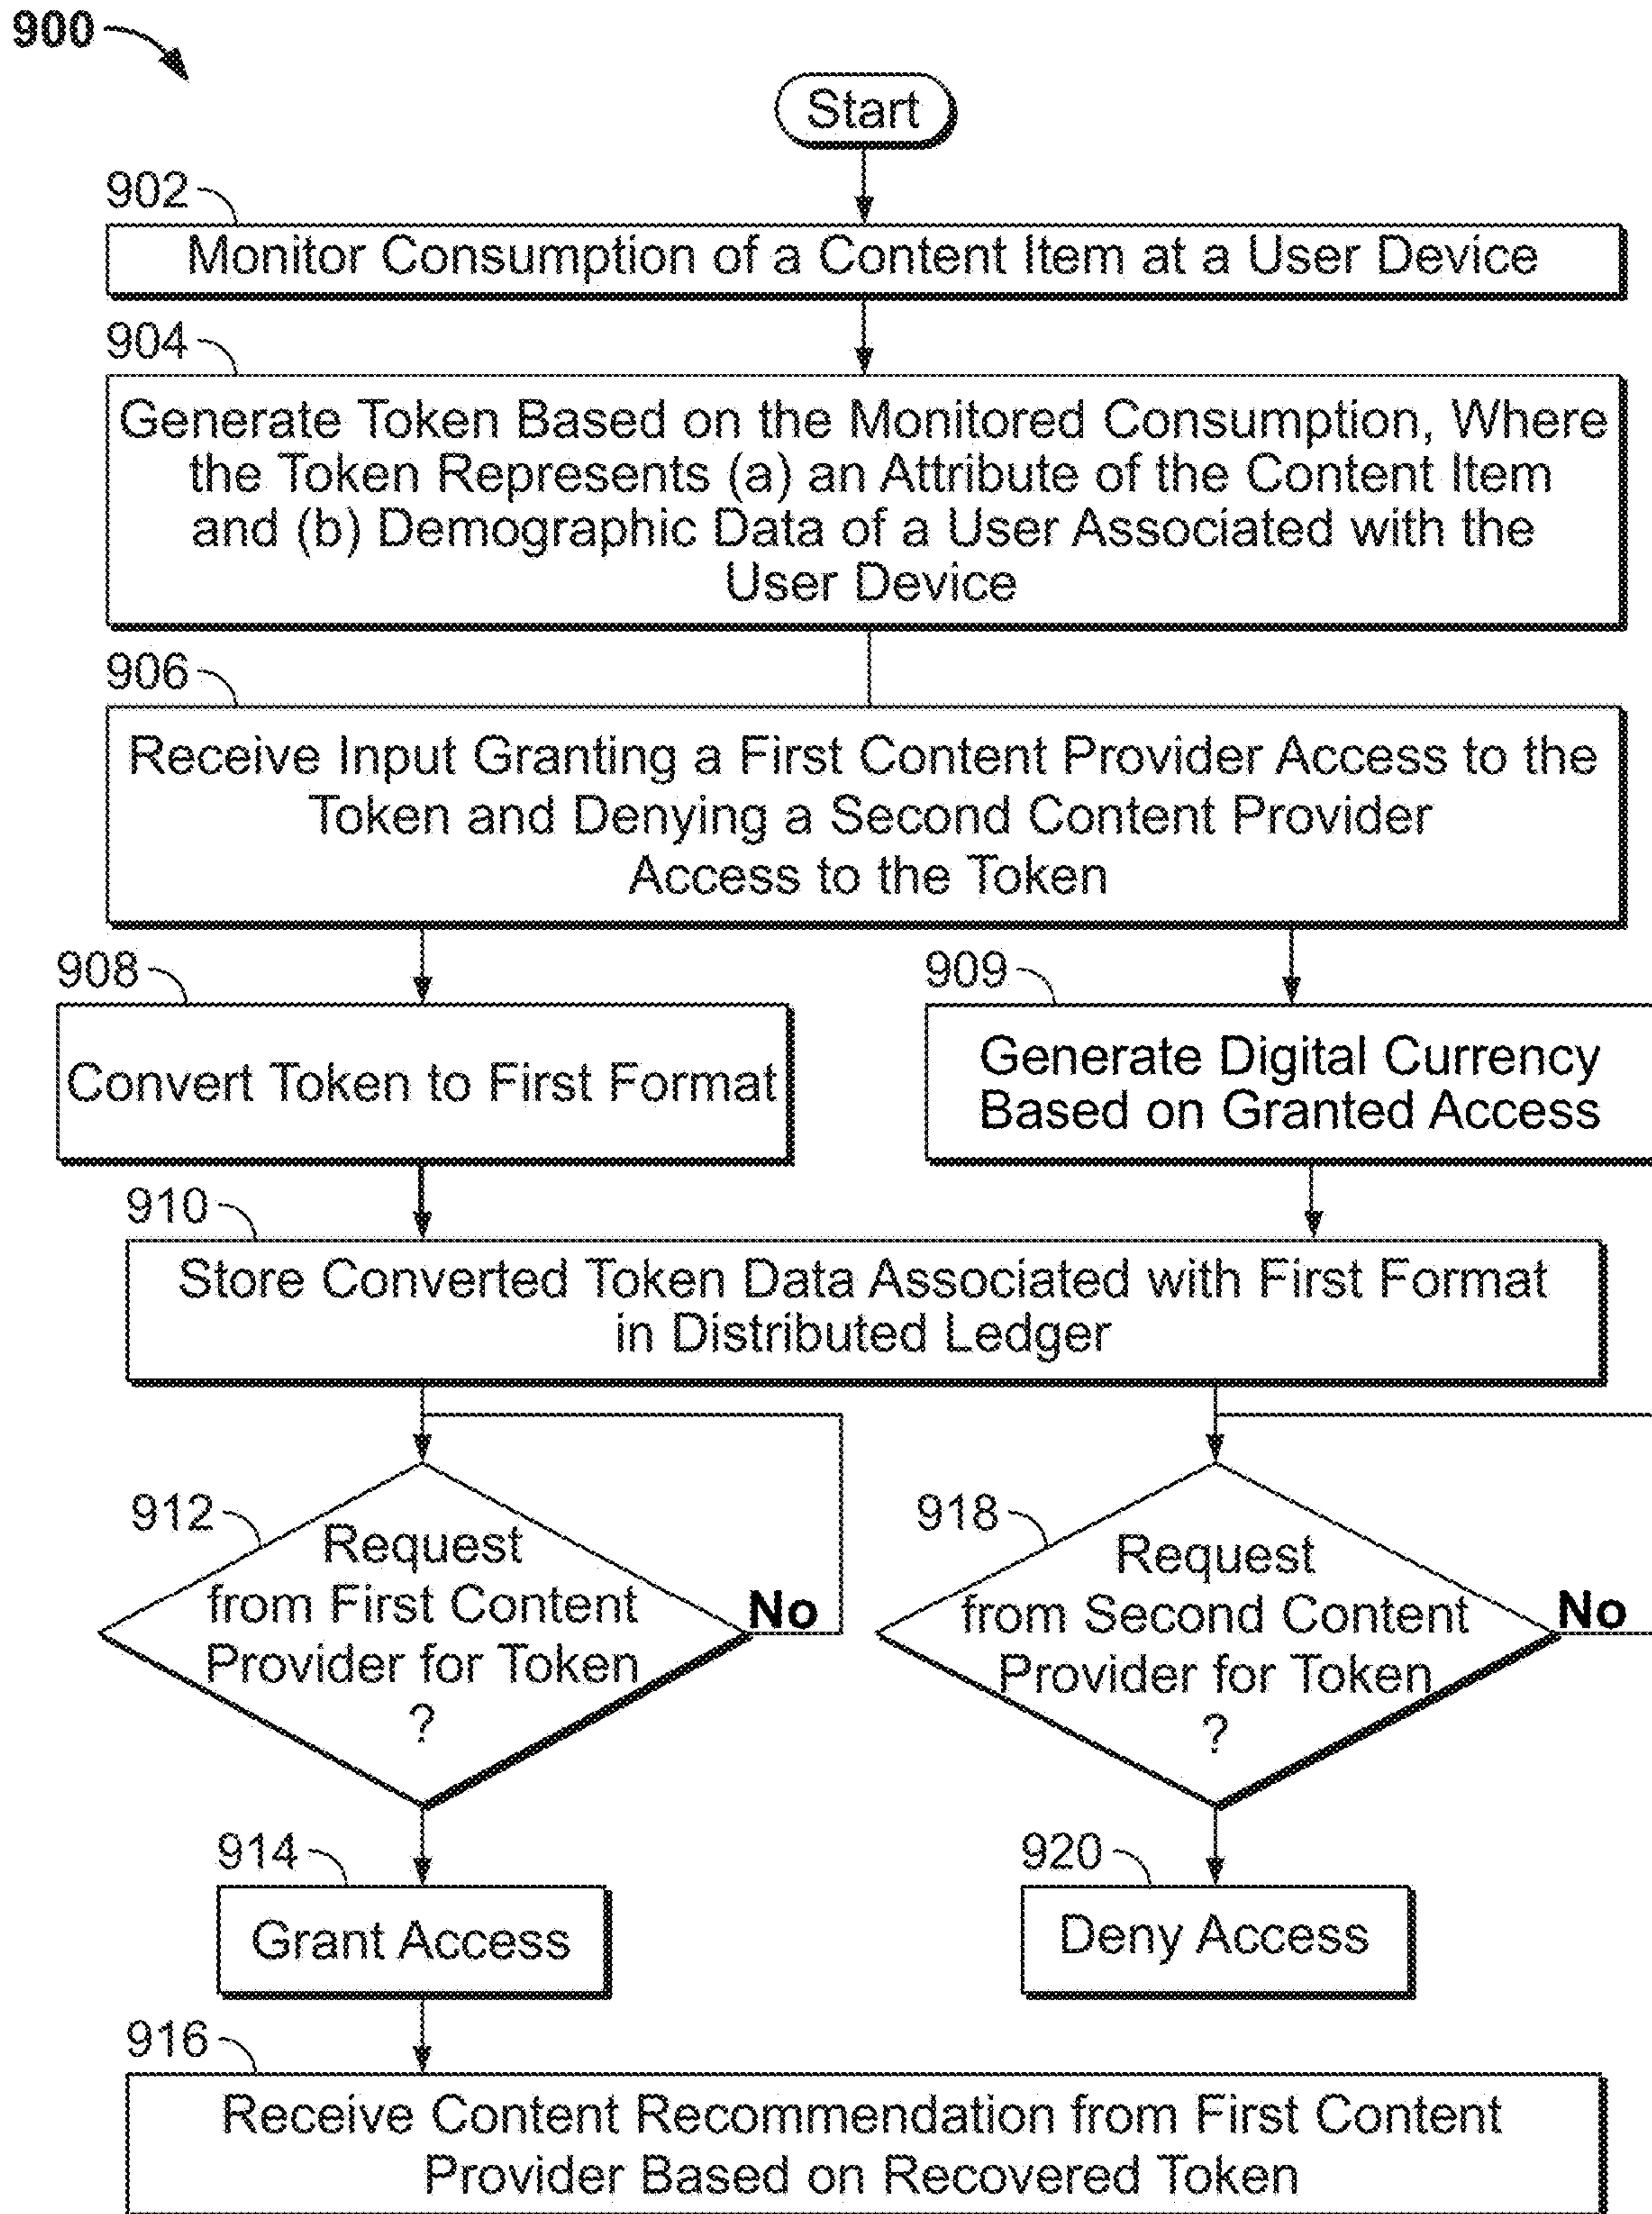 900
Start
902
Monitor Consumption of a Content Item at a User Device
904
Generate Token Based on the Monitored Consumption, Where
the Token Represents (a) an Attribute of the Content Item
and (b) Demographic Data of a User Associated with the
User Device
906
Receive Input Granting a First Content Provider Access to the
Token and Denying a Second Content Provider
Access to the Token
908
Convert Token to First Format
909
Generate Digital Currency
Based on Granted Access
910
Store Converted Token Data Associated with First Format
in Distributed Ledger
912
Request
from First Content
Provider for Token
?
No
918
Request
from Second Content
Provider for Token
?
No
914
Grant Access
920
Deny Access
916
Receive Content Recommendation from First Content
Provider Based on Recovered Token